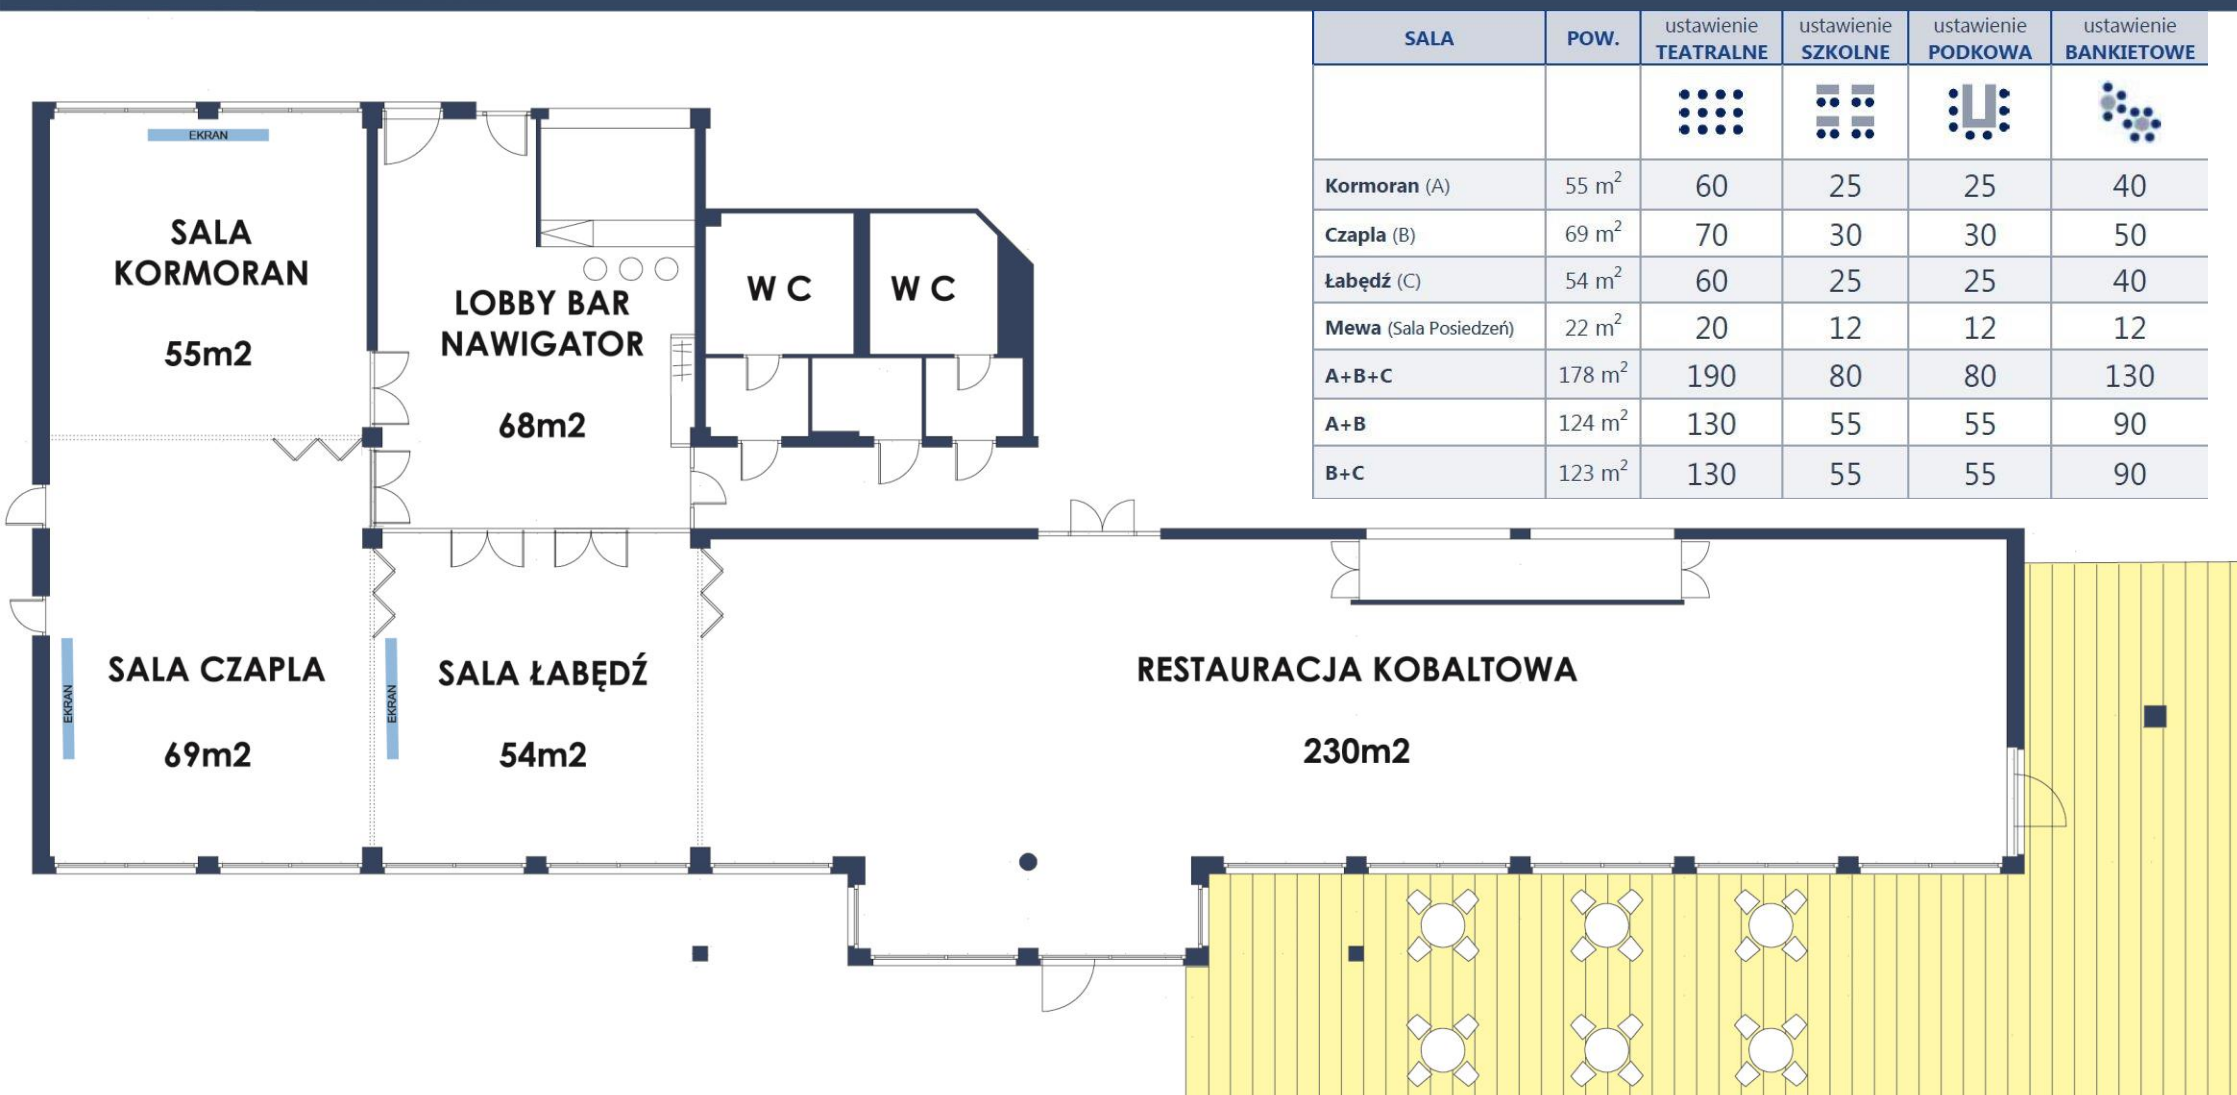 SALA POW. ustawienie TEATRALNE ustawienie SZKOLNE ustawienie PODKOWA ustawienie BANKIETOWE
Kormoran (A) 55 m² 60 25 25 40
Czapla (B) 69 m² 70 30 30 50
Łabędź (C) 54 m² 60 25 25 40
Mewa (Sala Posiedzeń) 22 m² 20 12 12 12
A+B+C 178 m² 190 80 80 130
A+B 124 m² 130 55 55 90
B+C 123 m² 130 55 55 90
EKRAN
SALA
KORMORAN
55m2
LOBBY BAR
NAWIGATOR
68m2
W C
W C
EKRAN
SALA CZAPLA
69m2
EKRAN
SALA ŁABĘDŹ
54m2
RESTAURACJA KOBALTOWA
230m2